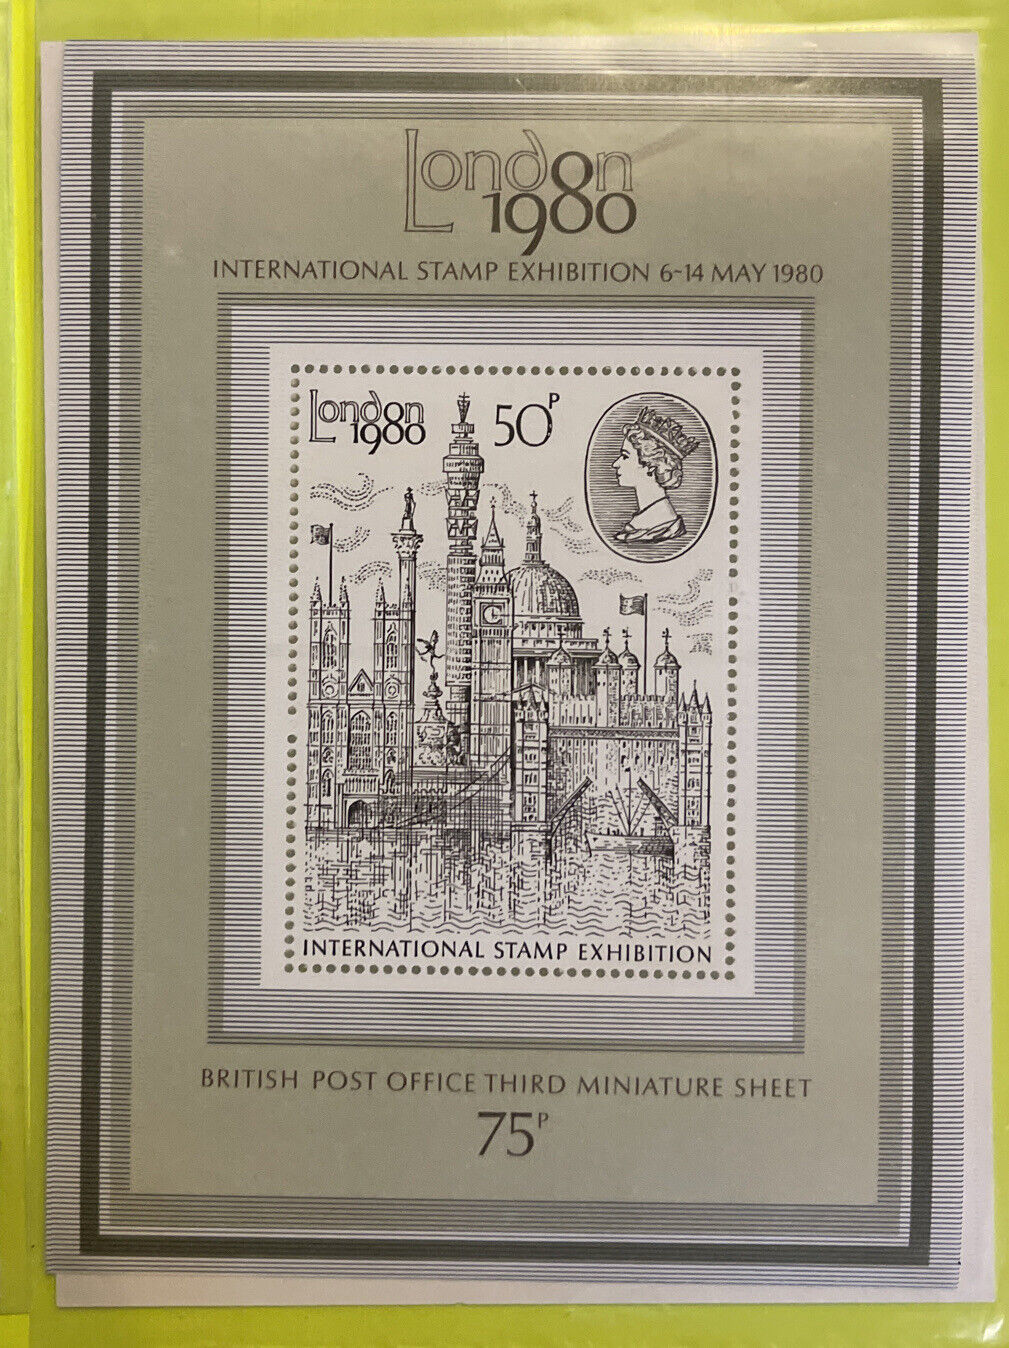 London
1980
INTERNATIONAL STAMP EXHIBITION 6-14 MAY 1980
London
1980
50P
INTERNATIONAL STAMP EXHIBITION
BRITISH POST OFFICE THIRD MINIATURE SHEET
75P